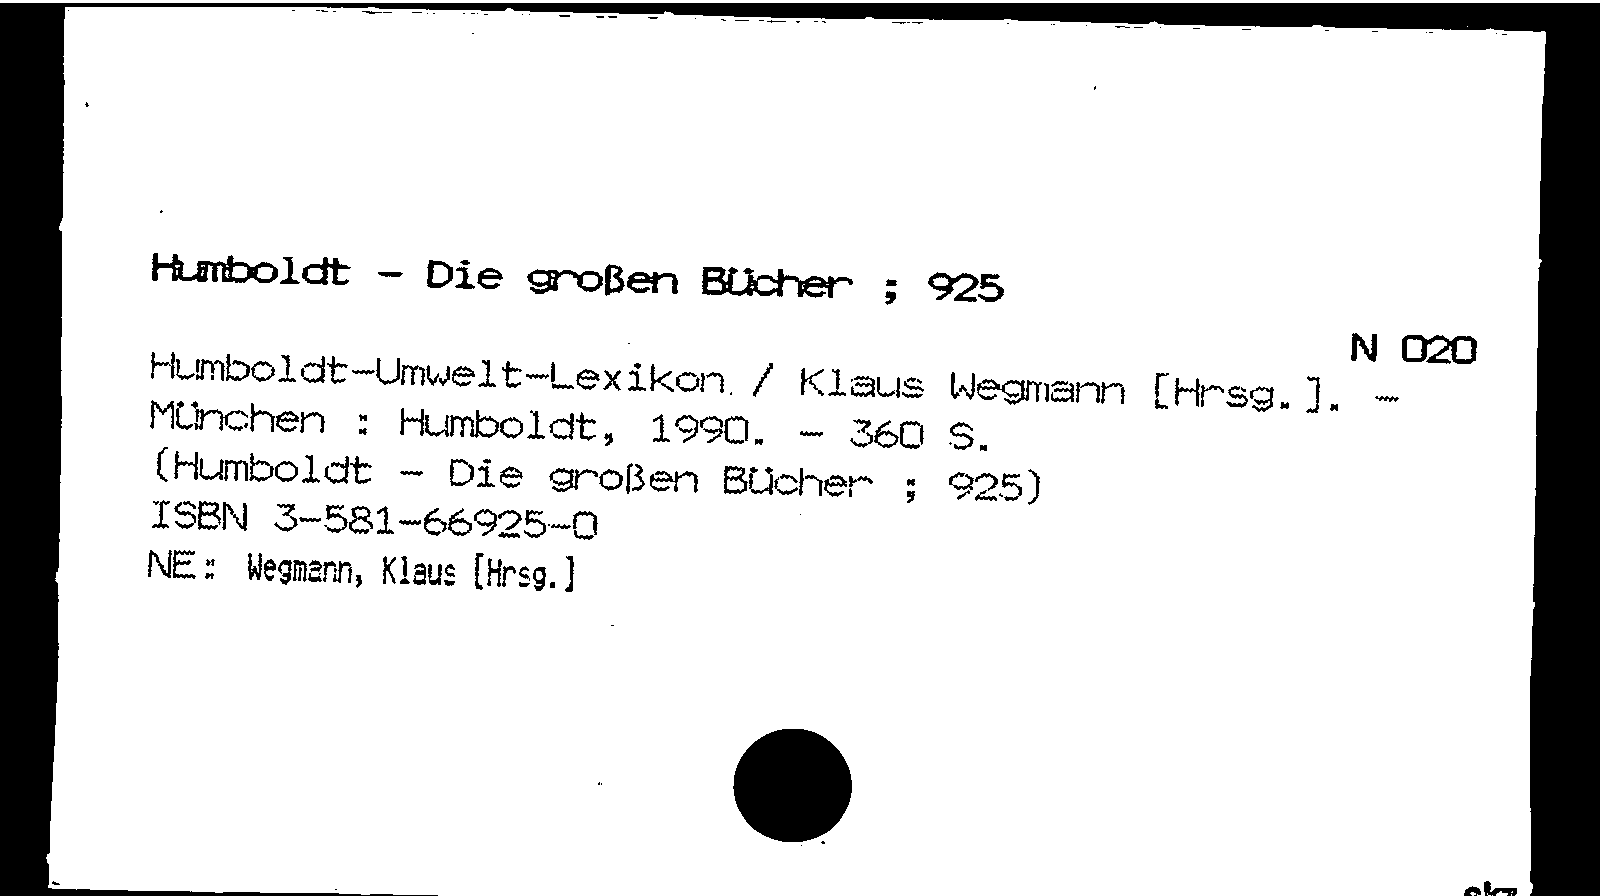 Humboldt - Die großen Bücher ; 925
N 020
Humboldt-Umwelt-Lexikon / Klaus Wegmann [Hrsg.]. -
München : Humboldt, 1990. - 360 S.
(Humboldt - Die großen Bücher ; 925)
ISBN 3-581-66925-0
NE: Wegmann, Klaus [Hrsg.]